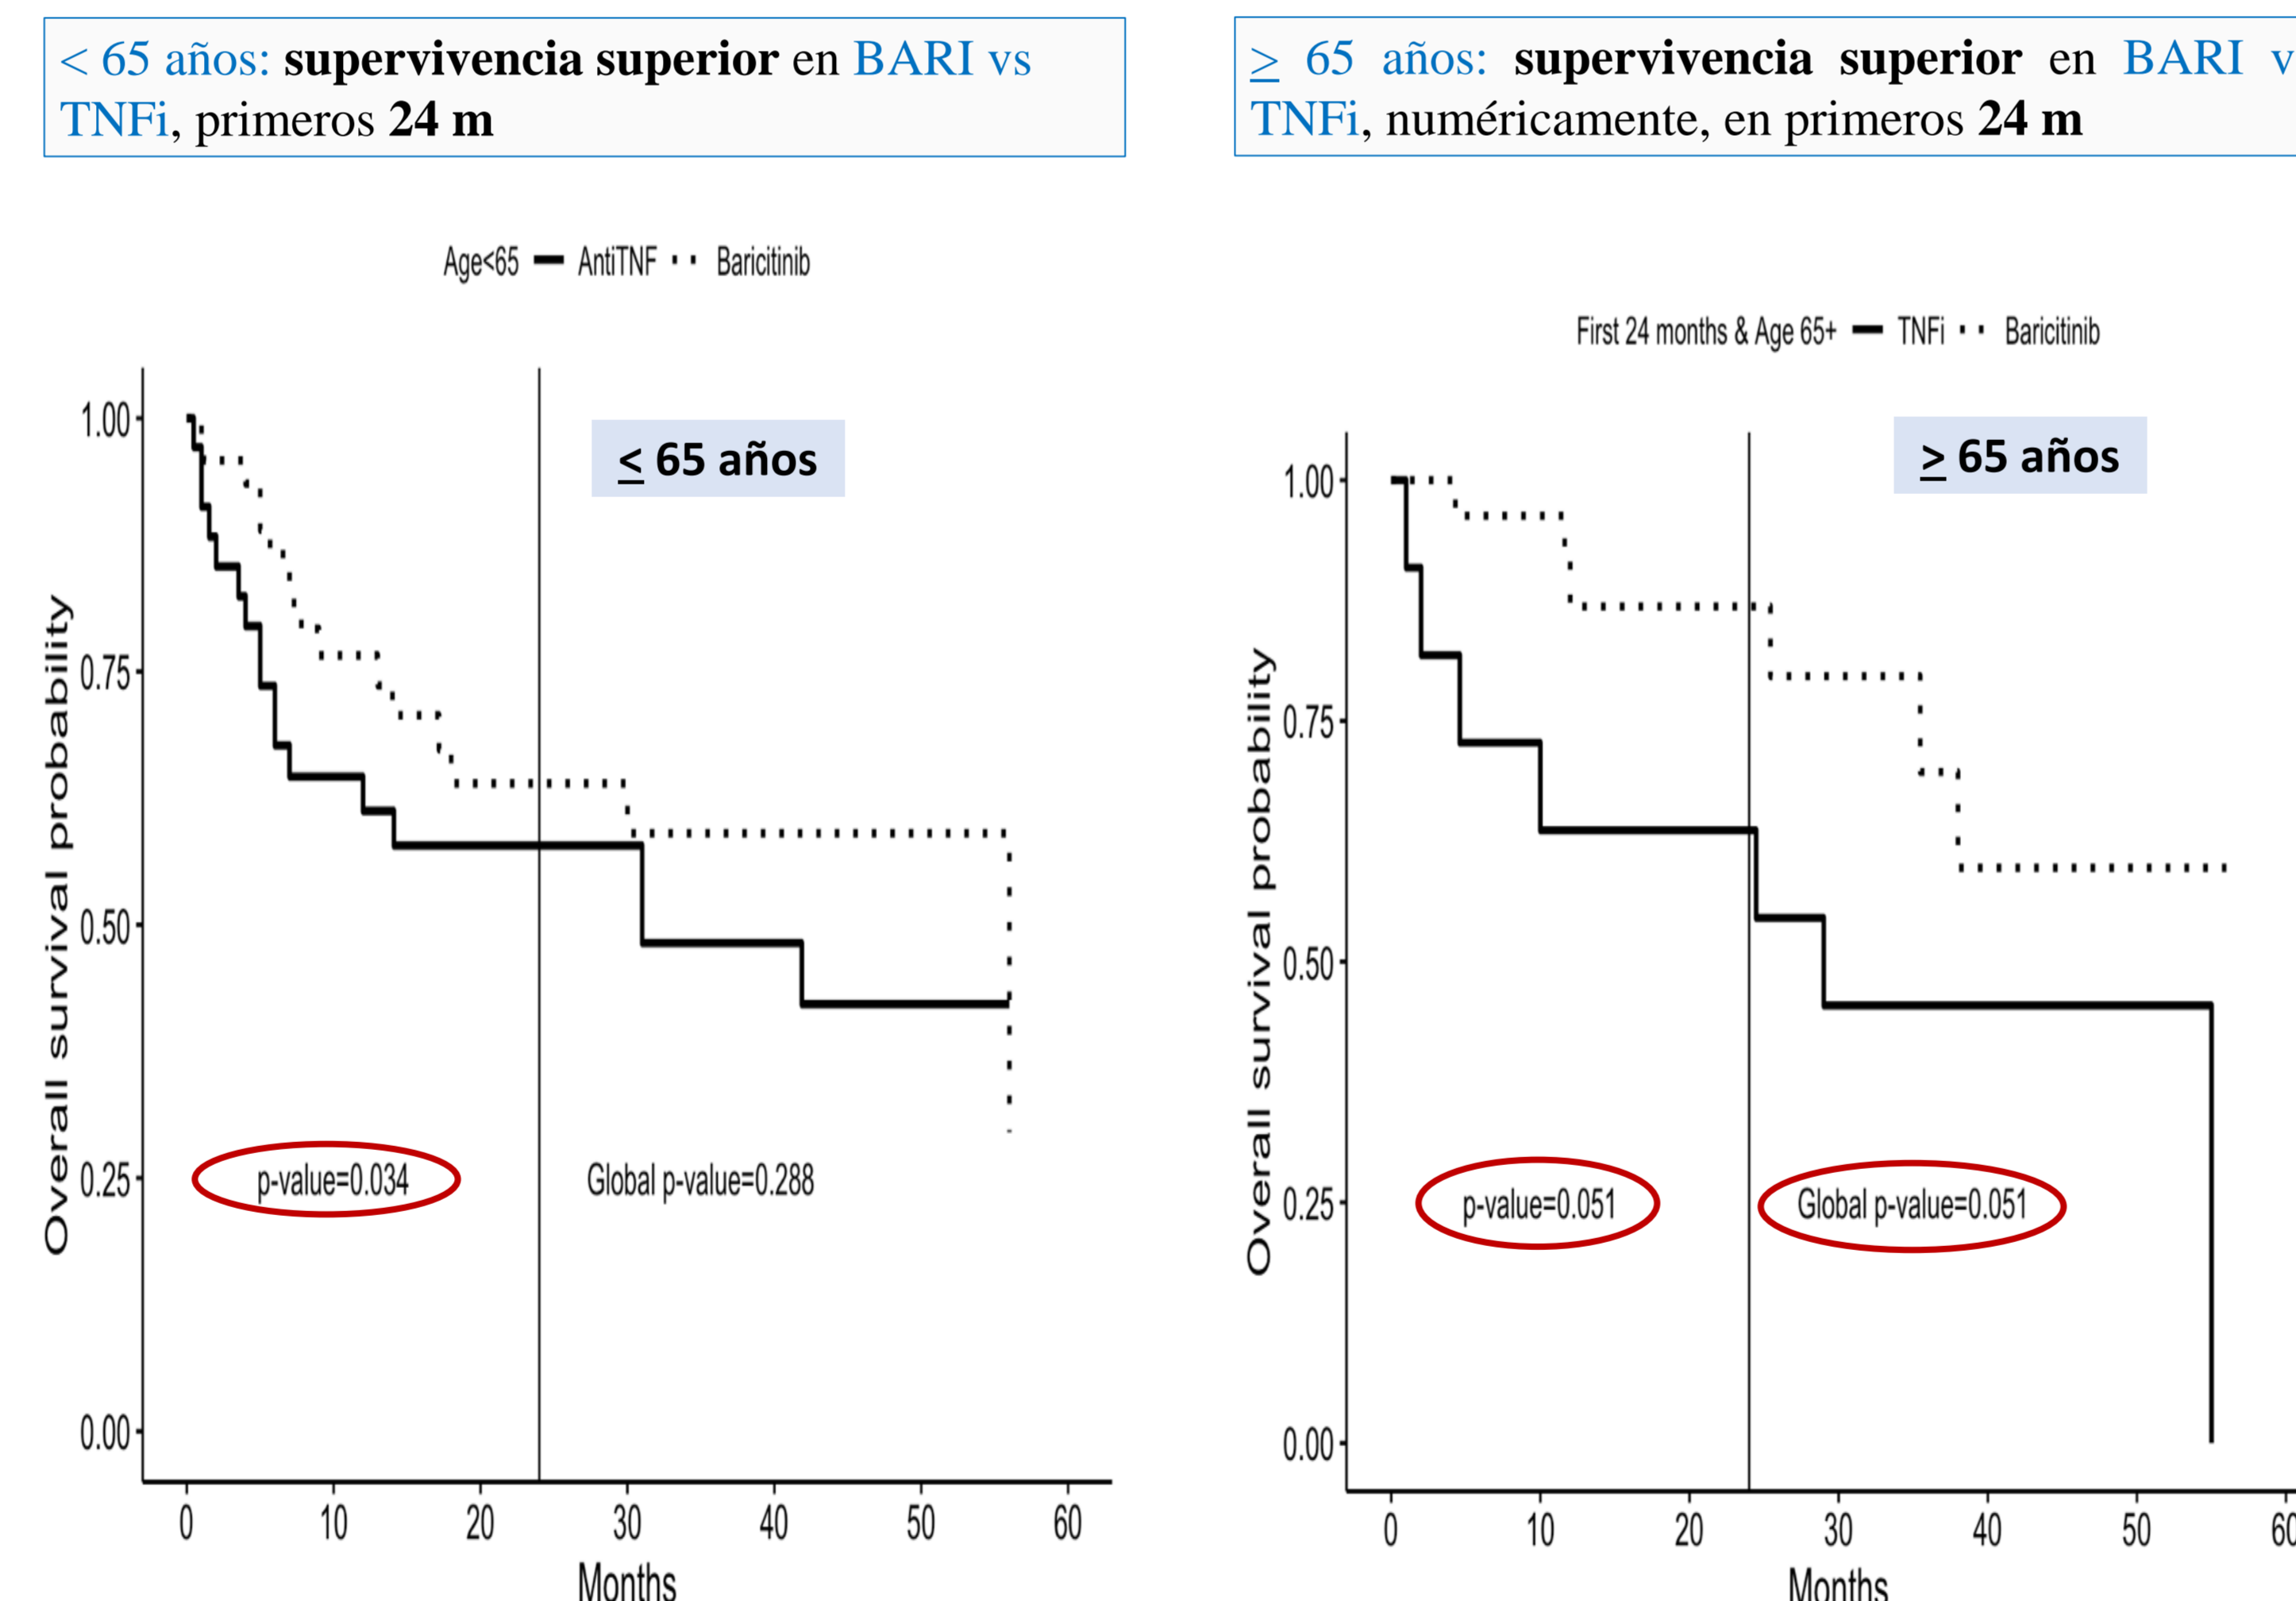 < 65 años: supervivencia superior en BARI vs
TNFi, primeros 24 m
Age<65 AntiTNF Baricitinib
≤ 65 años
1.00
0.75
0.50
0.25
0.00
Overall survival probability
p-value=0.034
Global p-value=0.288
0 10 20 30 40 50 60
Months
≥ 65 años: supervivencia superior en BARI v
TNFi, numéricamente, en primeros 24 m
First 24 months & Age 65+ TNFi Baricitinib
≥ 65 años
1.00
0.75
0.50
0.25
0.00
Overall survival probability
p-value=0.051
Global p-value=0.051
0 10 20 30 40 50 60
Months